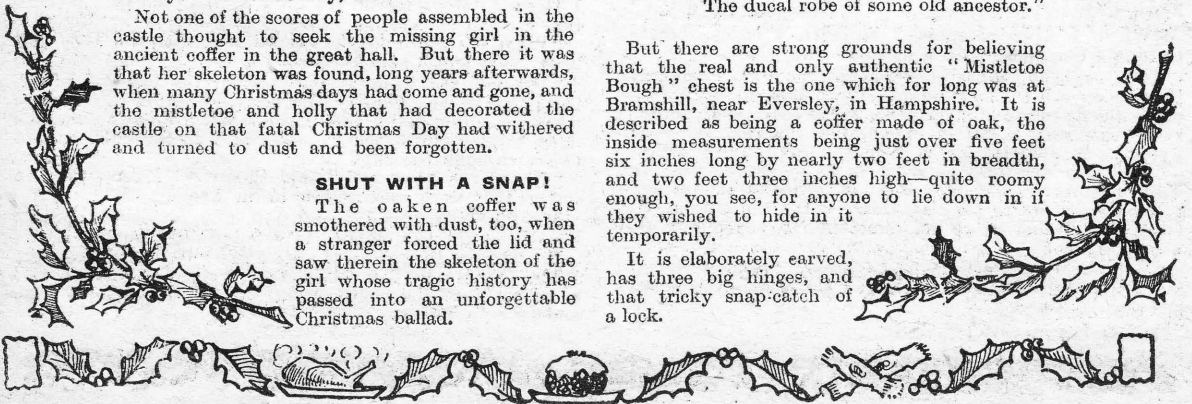 Not one of the scores of people assembled in the
castle thought to seek the missing girl in the
ancient coffer in the great hall. But there it was
that her skeleton was found, long years afterwards,
when many Christmas days had come and gone, and
the mistletoe and holly that had decorated the
castle on that fatal Christmas Day had withered
and turned to dust and been forgotten.
SHUT WITH A SNAP!
The oaken coffer was
smothered with dust, too, when
a stranger forced the lid and
saw therein the skeleton of the
girl whose tragic history has
passed into an unforgettable
Christmas ballad.
The ducal robe of some old ancestor."
But there are strong grounds for believing
that the real and only authentic "Mistletoe
Bough" chest is the one which for long was at
Bramshill, near Eversley, in Hampshire. It is
described as being a coffer made of oak, the
inside measurements being just over five feet
six inches long by nearly two feet in breadth,
and two feet three inches high—quite roomy
enough, you see, for anyone to lie down in if
they wished to hide in it
temporarily.
It is elaborately earved,
has three big hinges, and
that tricky snap-catch of
a lock.